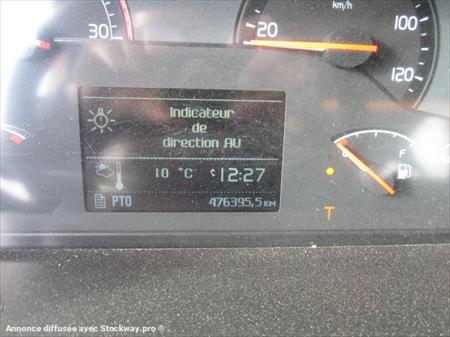 30
20
km/h
100
120
Indicateur
de
direction AV
10 °C
12:27
PTO
476395,5 KM
F
T
Annonce diffusée avec Stockway.pro ®